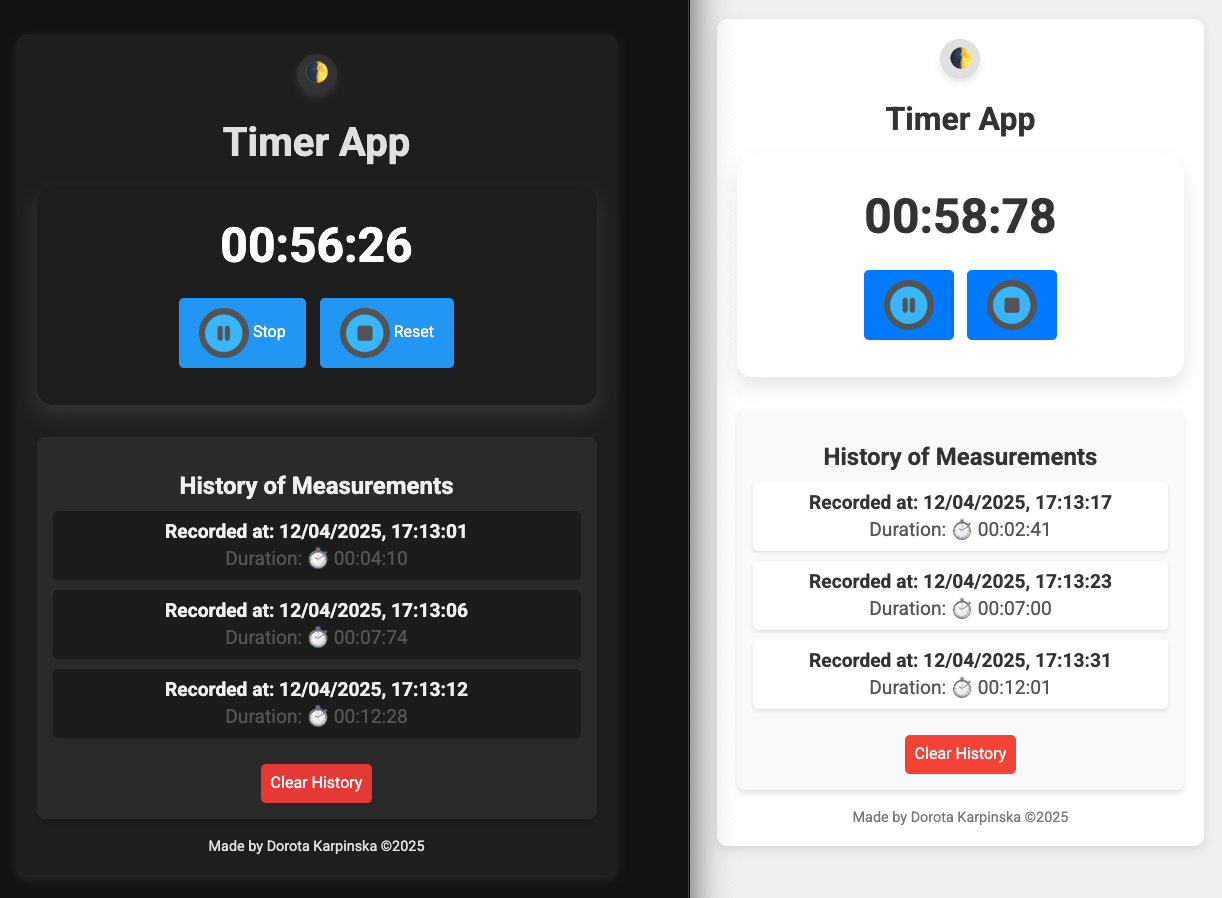 Timer App
00:56:26
Stop
Reset
History of Measurements
Recorded at: 12/04/2025, 17:13:01
Duration: ⏱️ 00:04:10
Recorded at: 12/04/2025, 17:13:06
Duration: ⏱️ 00:07:74
Recorded at: 12/04/2025, 17:13:12
Duration: ⏱️ 00:12:28
Clear History
Made by Dorota Karpinska ©2025
Timer App
00:58:78
History of Measurements
Recorded at: 12/04/2025, 17:13:17
Duration: ⏱️ 00:02:41
Recorded at: 12/04/2025, 17:13:23
Duration: ⏱️ 00:07:00
Recorded at: 12/04/2025, 17:13:31
Duration: ⏱️ 00:12:01
Clear History
Made by Dorota Karpinska ©2025